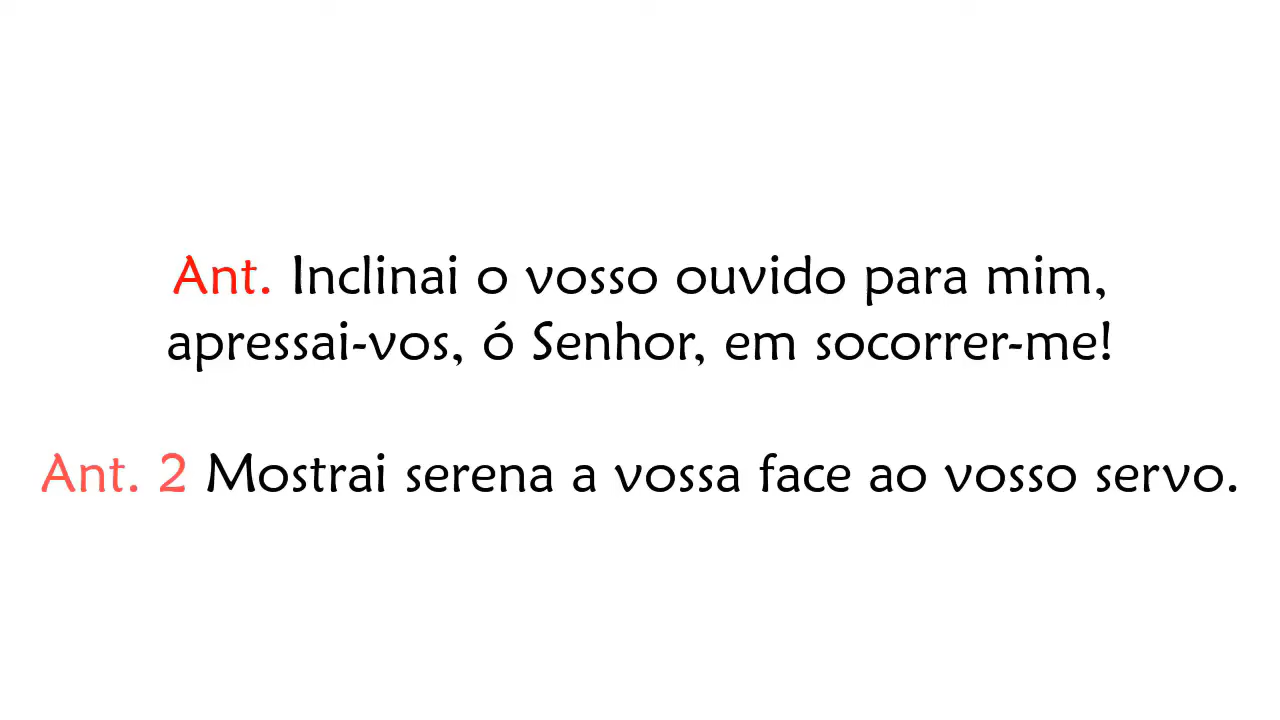 Ant. Inclinai o vosso ouvido para mim,
apressai-vos, ó Senhor, em socorrer-me!
Ant. 2 Mostrai serena a vossa face ao vosso servo.